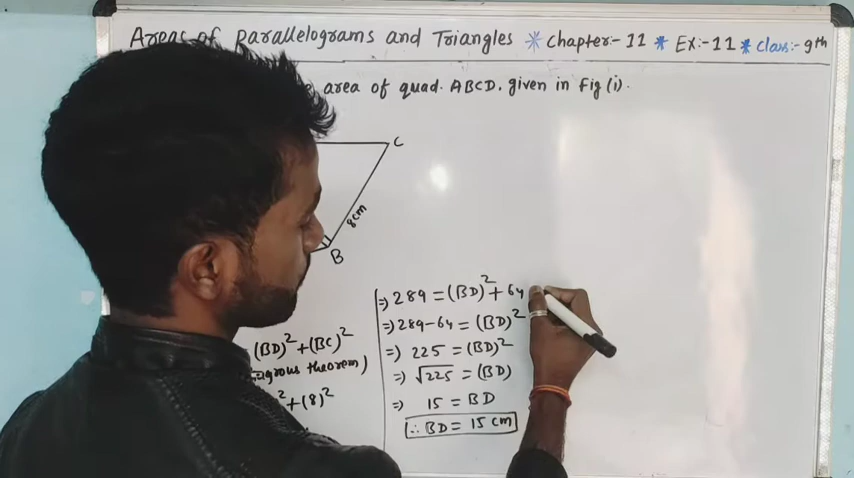 Areas of parallelograms and Triangles * Chapter:- 11 * Ex:- 11 * Class:- 9th
area of quad. ABCD, given in Fig (i).
C
8cm
B
(BD)² + (BC)²
theorem)
² + (8)²
=) 289 = (BD)² + 64
=) 289 - 64 = (BD)²
=) 225 = (BD)²
=) √225 = (BD)
=) 15 = BD
∴ BD = 15 cm